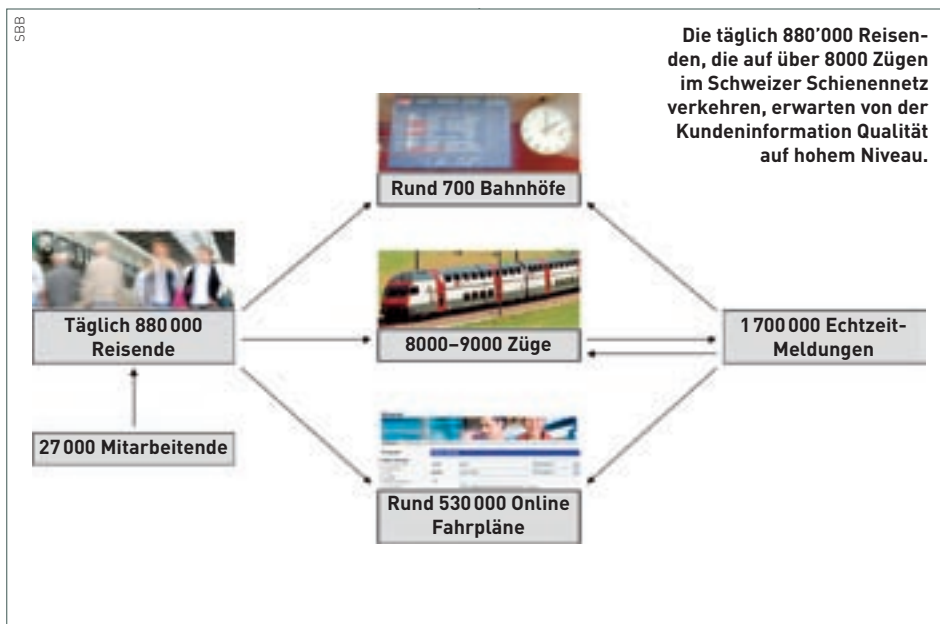 SBB
Die täglich 880’000 Reisen-
den, die auf über 8000 Zügen
im Schweizer Schienennetz
verkehren, erwarten von der
Kundeninformation Qualität
auf hohem Niveau.
Rund 700 Bahnhöfe
Täglich 880 000
Reisende
8000–9000 Züge
1 700 000 Echtzeit-
Meldungen
27 000 Mitarbeitende
Rund 530 000 Online
Fahrpläne